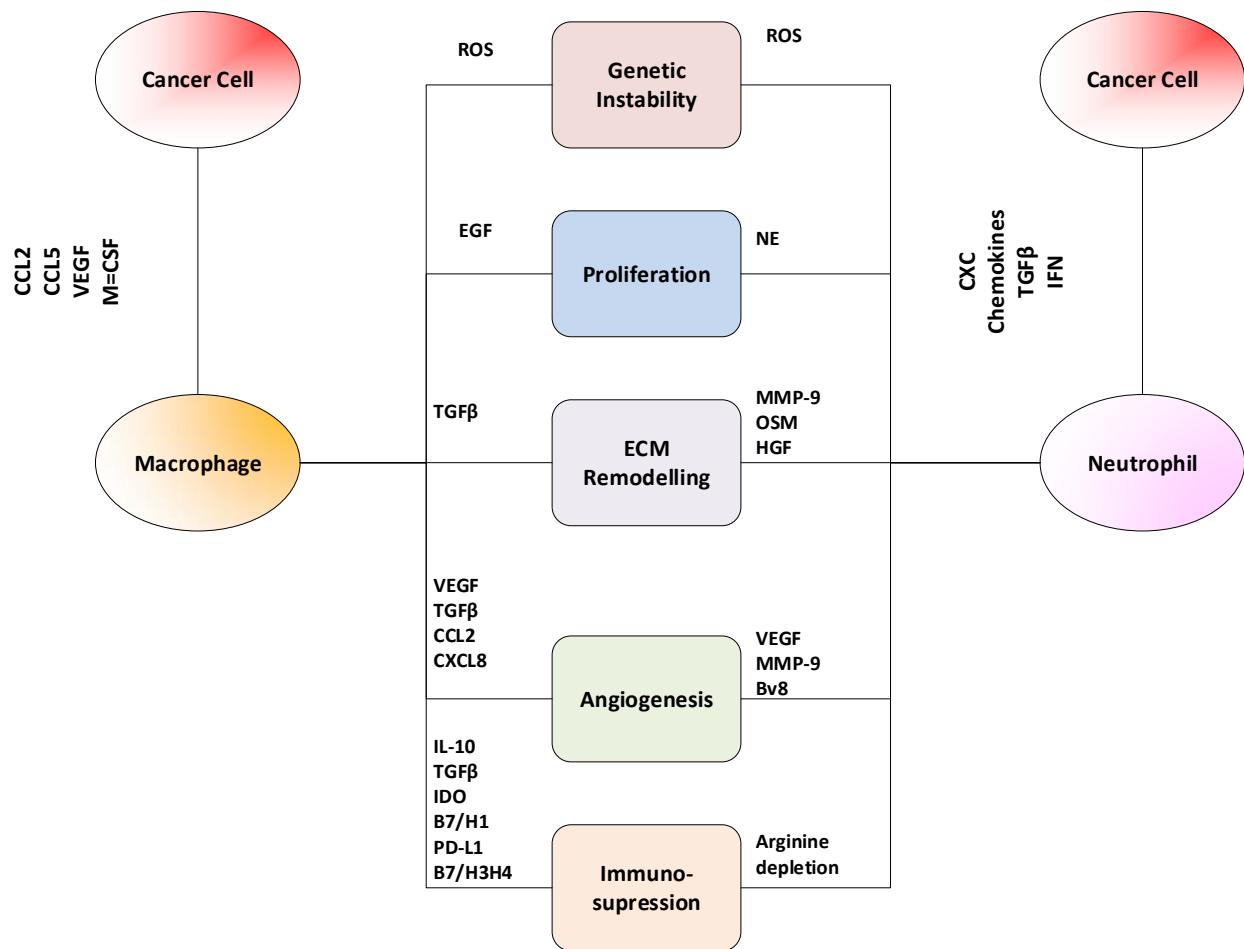 Cancer Cell
ROS
Genetic
Instability
ROS
Cancer Cell
CCL2
CCL5
VEGF
M=CSF
EGF
Proliferation
NE
CXC
Chemokines
TGFβ
IFN
Macrophage
TGFβ
ECM
Remodelling
MMP-9
OSM
HGF
Neutrophil
VEGF
TGFβ
CCL2
CXCL8
Angiogenesis
VEGF
MMP-9
Bv8
IL-10
TGFβ
IDO
B7/H1
PD-L1
B7/H3H4
Immuno-
supression
Arginine
depletion